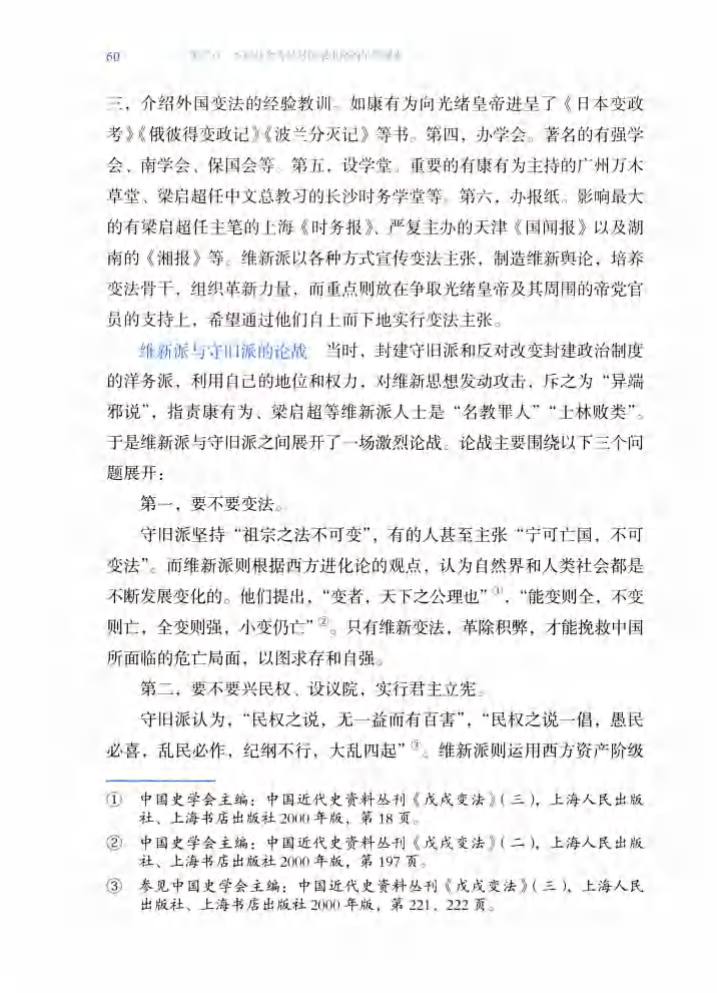 60
三，介绍外国变法的经验教训。如康有为向光绪皇帝进呈了《日本变政
考》《俄彼得变政记》《波兰分灭记》等书。第四，办学会。著名的有强学
会、南学会、保国会等。第五，设学堂。重要的有康有为主持的广州万木
草堂、梁启超任中文总教习的长沙时务学堂等。第六，办报纸。影响最大
的有梁启超任主笔的上海《时务报》、严复主办的天津《国闻报》以及湖
南的《湘报》等。维新派以各种方式宣传变法主张，制造维新舆论，培养
变法骨干，组织革新力量，而重点则放在争取光绪皇帝及其周围的帝党官
员的支持上，希望通过他们自上而下地实行变法主张。
维新派与守旧派的论战 当时，封建守旧派和反对改变封建政治制度
的洋务派，利用自己的地位和权力，对维新思想发动攻击，斥之为“异端
邪说”，指责康有为、梁启超等维新派人士是“名教罪人”“士林败类”。
于是维新派与守旧派之间展开了一场激烈论战。论战主要围绕以下三个问
题展开：
第一，要不要变法。
守旧派坚持“祖宗之法不可变”，有的人甚至主张“宁可亡国，不可
变法”。而维新派则根据西方进化论的观点，认为自然界和人类社会都是
不断发展变化的。他们提出，“变者，天下之公理也”①，“能变则全，不变
则亡，全变则强，小变仍亡”②。只有维新变法，革除积弊，才能挽救中国
所面临的危亡局面，以图求存和自强。
第二，要不要兴民权、设议院，实行君主立宪。
守旧派认为，“民权之说，无一益而有百害”，“民权之说一倡，愚民
必喜，乱民必作，纪纲不行，大乱四起”③。维新派则运用西方资产阶级
① 中国史学会主编：中国近代史资料丛刊《戊戌变法》（三），上海人民出版
社、上海书店出版社2000年版，第18页。
② 中国史学会主编：中国近代史资料丛刊《戊戌变法》（二），上海人民出版
社、上海书店出版社2000年版，第197页。
③ 参见中国史学会主编：中国近代史资料丛刊《戊戌变法》（三），上海人民
出版社、上海书店出版社2000年版，第221、222页。